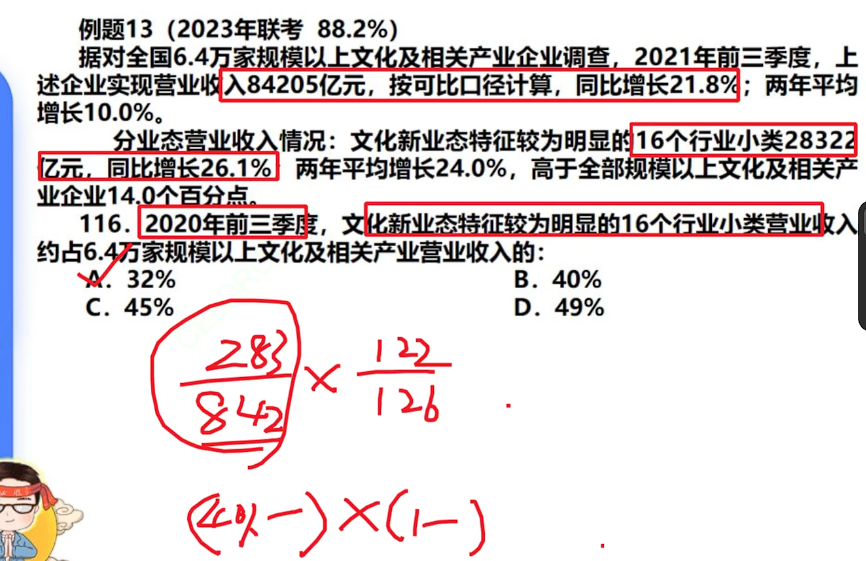 例题13（2023年联考 88.2%）
据对全国6.4万家规模以上文化及相关产业企业调查，2021年前三季度，上
述企业实现营业收入84205亿元，按可比口径计算，同比增长21.8%；两年平均
增长10.0%。
分业态营业收入情况：文化新业态特征较为明显的16个行业小类28322
亿元，同比增长26.1% 两年平均增长24.0%，高于全部规模以上文化及相关产
业企业14.0个百分点。
116．2020年前三季度，文化新业态特征较为明显的16个行业小类营业收入
约占6.4万家规模以上文化及相关产业营业收入的：
A．32% B．40%
C．45% D．49%
283/842 × 122/126
(40%-)×(1-)